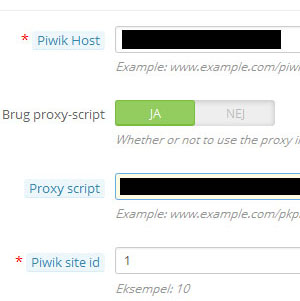 * Piwik Host
Example: www.example.com/piwi
Brug proxy-script JA NEJ
Whether or not to use the proxy i
Proxy script
Example: www.example.com/pkp
* Piwik site id 1
Eksempel: 10